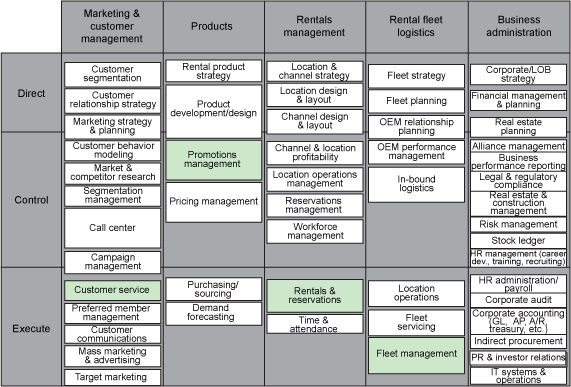 Marketing &
customer
management
Products
Rentals
management
Rental fleet
logistics
Business
administration
Direct
Customer
segmentation
Customer
relationship strategy
Marketing strategy
& planning
Rental product
strategy
Product
development/design
Location &
channel strategy
Location design
& layout
Channel design
& layout
Fleet strategy
Fleet planning
OEM relationship
planning
Corporate/LOB
strategy
Financial management
& planning
Real estate
planning
Control
Customer behavior
modeling
Market &
competitor research
Segmentation
management
Call center
Campaign
management
Promotions
management
Pricing management
Channel & location
profitability
Location operations
management
Reservations
management
Workforce
management
OEM performance
management
In-bound
logistics
Alliance management
Business
performance reporting
Legal & regulatory
compliance
Real estate &
construction
management
Risk management
Stock ledger
HR management (career
dev., training, recruiting)
Execute
Customer service
Preferred member
management
Customer
communications
Mass marketing
& advertising
Target marketing
Purchasing/
sourcing
Demand
forecasting
Rentals &
reservations
Time &
attendance
Location
operations
Fleet
servicing
Fleet management
HR administration/
payroll
Corporate audit
Corporate accounting
(GL, AP, A/R,
treasury, etc.)
Indirect procurement
PR & investor relations
IT systems &
operations